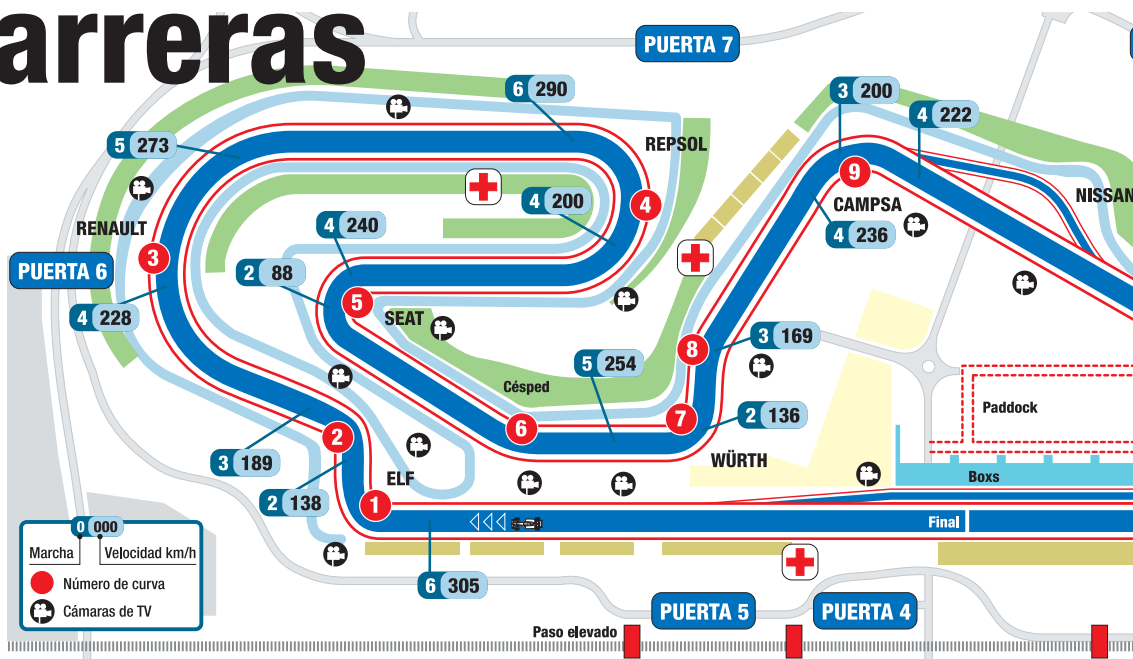 arreras
PUERTA 7
6 290
3 200
4 222
5 273
REPSOL
9
4 200
4
CAMPSA
NISSAN
RENAULT
4 240
4 236
3
PUERTA 6
2 88
5
SEAT
4 228
8
3 169
5 254
Césped
7
2 136
6
Paddock
2
WÜRTH
3 189
ELF
Boxs
2 138
1
Final
0 000
Marcha
Velocidad km/h
Número de curva
Cámaras de TV
6 305
PUERTA 5
PUERTA 4
Paso elevado